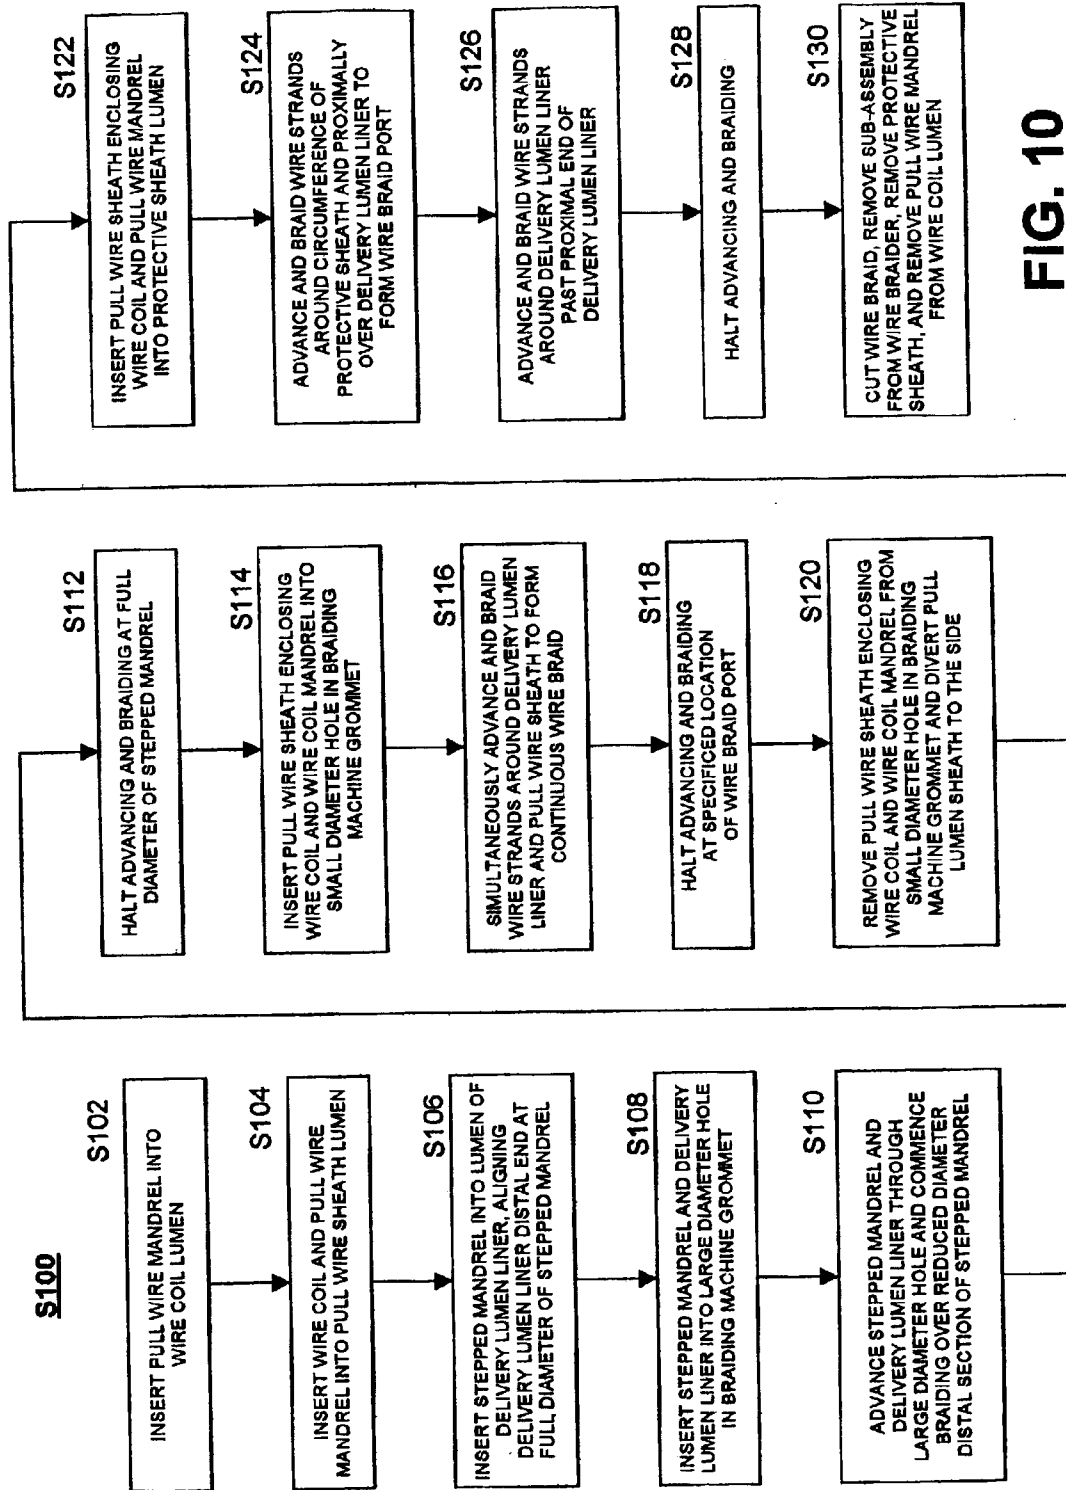 S100
S102
INSERT PULL WIRE MANDREL INTO
WIRE COIL LUMEN
S104
INSERT WIRE COIL AND PULL WIRE
MANDREL INTO PULL WIRE SHEATH LUMEN
S106
INSERT STEPPED MANDREL INTO LUMEN OF
DELIVERY LUMEN LINER, ALIGNING
DELIVERY LUMEN LINER DISTAL END AT
FULL DIAMETER OF STEPPED MANDREL
S108
INSERT STEPPED MANDREL AND DELIVERY
LUMEN LINER INTO LARGE DIAMETER HOLE
IN BRAIDING MACHINE GROMMET
S110
ADVANCE STEPPED MANDREL AND
DELIVERY LUMEN LINER THROUGH
LARGE DIAMETER HOLE AND COMMENCE
BRAIDING OVER REDUCED DIAMETER
DISTAL SECTION OF STEPPED MANDREL
S112
HALT ADVANCING AND BRAIDING AT FULL
DIAMETER OF STEPPED MANDREL
S114
INSERT PULL WIRE SHEATH ENCLOSING
WIRE COIL AND WIRE COIL MANDREL INTO
SMALL DIAMETER HOLE IN BRAIDING
MACHINE GROMMET
S116
SIMULTANEOUSLY ADVANCE AND BRAID
WIRE STRANDS AROUND DELIVERY LUMEN
LINER AND PULL WIRE SHEATH TO FORM
CONTINUIOUS WIRE BRAID
S118
HALT ADVANCING AND BRAIDING
AT SPECIFICED LOCATION
OF WIRE BRAID PORT
S120
REMOVE PULL WIRE SHEATH ENCLOSING
WIRE COIL AND WIRE COIL MANDREL FROM
SMALL DIAMETER HOLE IN BRAIDING
MACHINE GROMMET AND DIVERT PULL
LUMEN SHEATH TO THE SIDE
S122
INSERT PULL WIRE SHEATH ENCLOSING
WIRE COIL AND PULL WIRE MANDREL
INTO PROTECTIVE SHEATH LUMEN
S124
ADVANCE AND BRAID WIRE STRANDS
AROUND CIRCUMFERENCE OF
PROTECTIVE SHEATH AND PROXIMALLY
OVER DELIVERY LUMEN LINER TO
FORM WIRE BRAID PORT
S126
ADVANCE AND BRAID WIRE STRANDS
AROUND DELIVERY LUMEN LINER
PAST PROXIMAL END OF
DELIVERY LUMEN LINER
S128
HALT ADVANCING AND BRAIDING
S130
CUT WIRE BRAID, REMOVE SUB-ASSEMBLY
FROM WIRE BRAIDER, REMOVE PROTECTIVE
SHEATH, AND REMOVE PULL WIRE MANDREL
FROM WIRE COIL LUMEN
FIG. 10